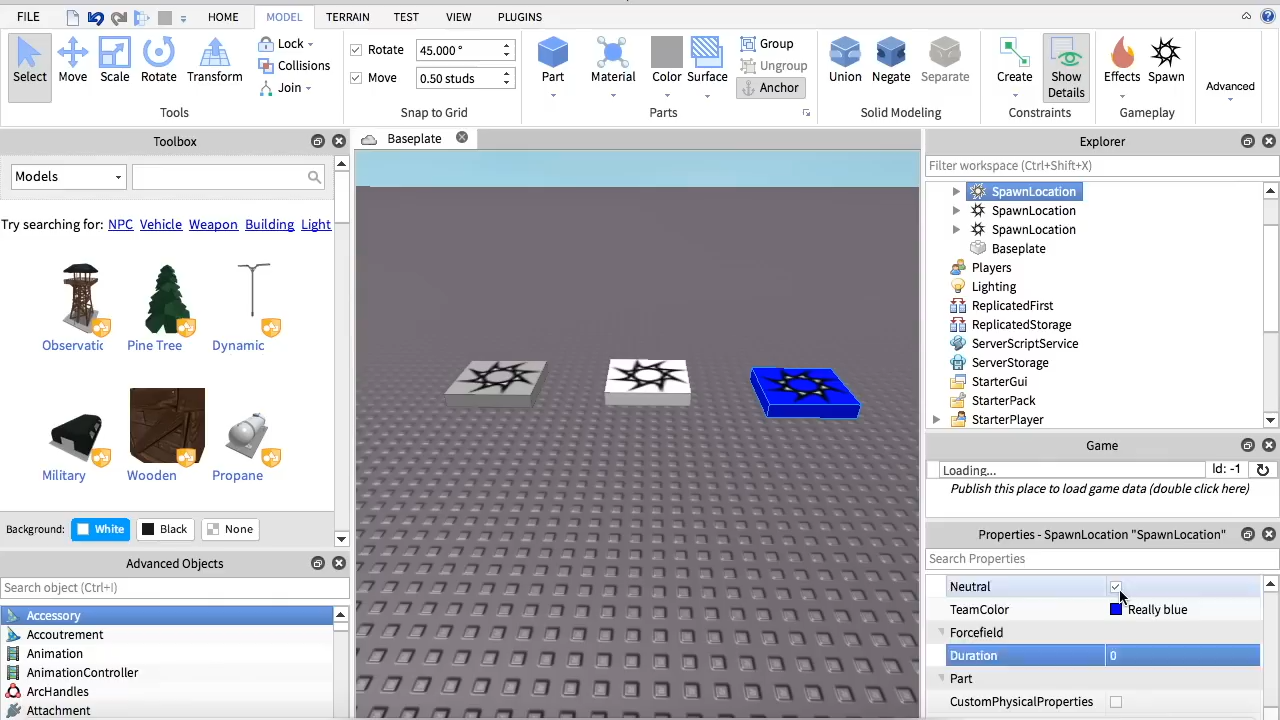 FILE HOME MODEL TERRAIN TEST VIEW PLUGINS
Select Move Scale Rotate Transform
Lock
Collisions
Join
Tools
Rotate 45.000 °
Move 0.50 studs
Snap to Grid
Part Material Color Surface
Group
Ungroup
Anchor
Parts
Union Negate Separate
Solid Modeling
Create Show Details
Constraints
Effects Spawn
Gameplay
Advanced
Toolbox
Models
Try searching for: NPC Vehicle Weapon Building Light
Observatic Pine Tree Dynamic
Military Wooden Propane
Background: White Black None
Advanced Objects
Search object (Ctrl+I)
Accessory
Accoutrement
Animation
AnimationController
ArcHandles
Attachment
Baseplate
Explorer
Filter workspace (Ctrl+Shift+X)
SpawnLocation
SpawnLocation
SpawnLocation
Baseplate
Players
Lighting
ReplicatedFirst
ReplicatedStorage
ServerScriptService
ServerStorage
StarterGui
StarterPack
StarterPlayer
Game
Loading... Id: -1
Publish this place to load game data (double click here)
Properties - SpawnLocation "SpawnLocation"
Search Properties
Neutral
TeamColor Really blue
Forcefield
Duration 0
Part
CustomPhysicalProperties